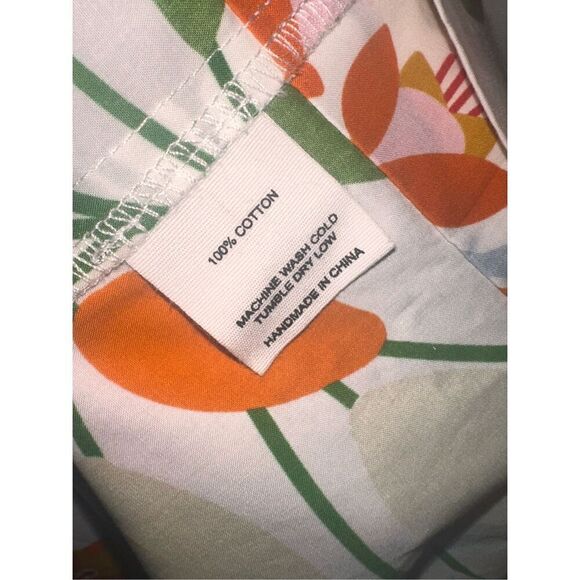 100% COTTON
MACHINE WASH COLD
TUMBLE DRY LOW
HANDMADE IN CHINA